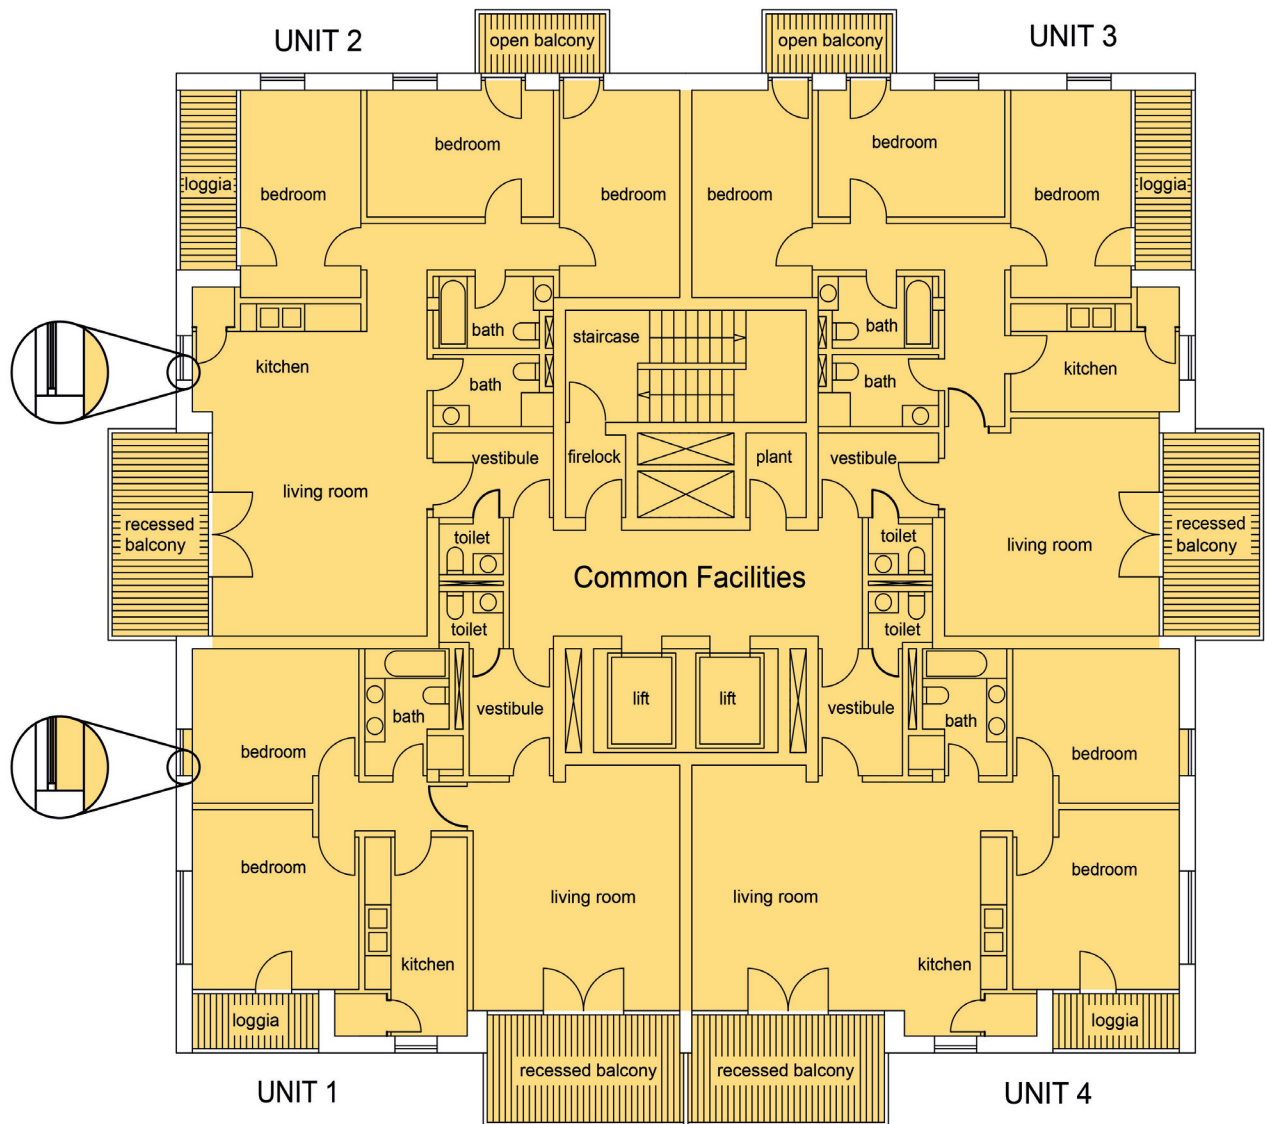 UNIT 2
open balcony
open balcony
UNIT 3
bedroom
bedroom
loggia
bedroom
bedroom
bedroom
bedroom
loggia
bath
staircase
bath
kitchen
bath
bath
kitchen
vestibule
firelock
plant
vestibule
living room
recessed
balcony
toilet
toilet
living room
recessed
balcony
Common Facilities
toilet
toilet
lift
lift
vestibule
vestibule
bath
bath
bedroom
bedroom
bedroom
bedroom
living room
living room
kitchen
kitchen
loggia
loggia
recessed balcony
recessed balcony
UNIT 1
UNIT 4